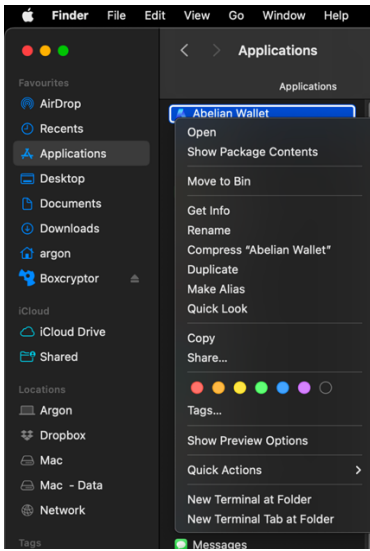 Finder File Edit View Go Window Help
Applications
Favourites
Applications
AirDrop
Abelian Wallet
Recents
Open
Applications
Show Package Contents
Desktop
Move to Bin
Documents
Get Info
Downloads
Rename
argon
Compress “Abelian Wallet”
Boxcryptor
Duplicate
Make Alias
iCloud
Quick Look
iCloud Drive
Copy
Shared
Share...
Locations
Argon
Tags...
Dropbox
Show Preview Options
Mac
Quick Actions
Mac - Data
New Terminal at Folder
Network
New Terminal Tab at Folder
Tags
Messages